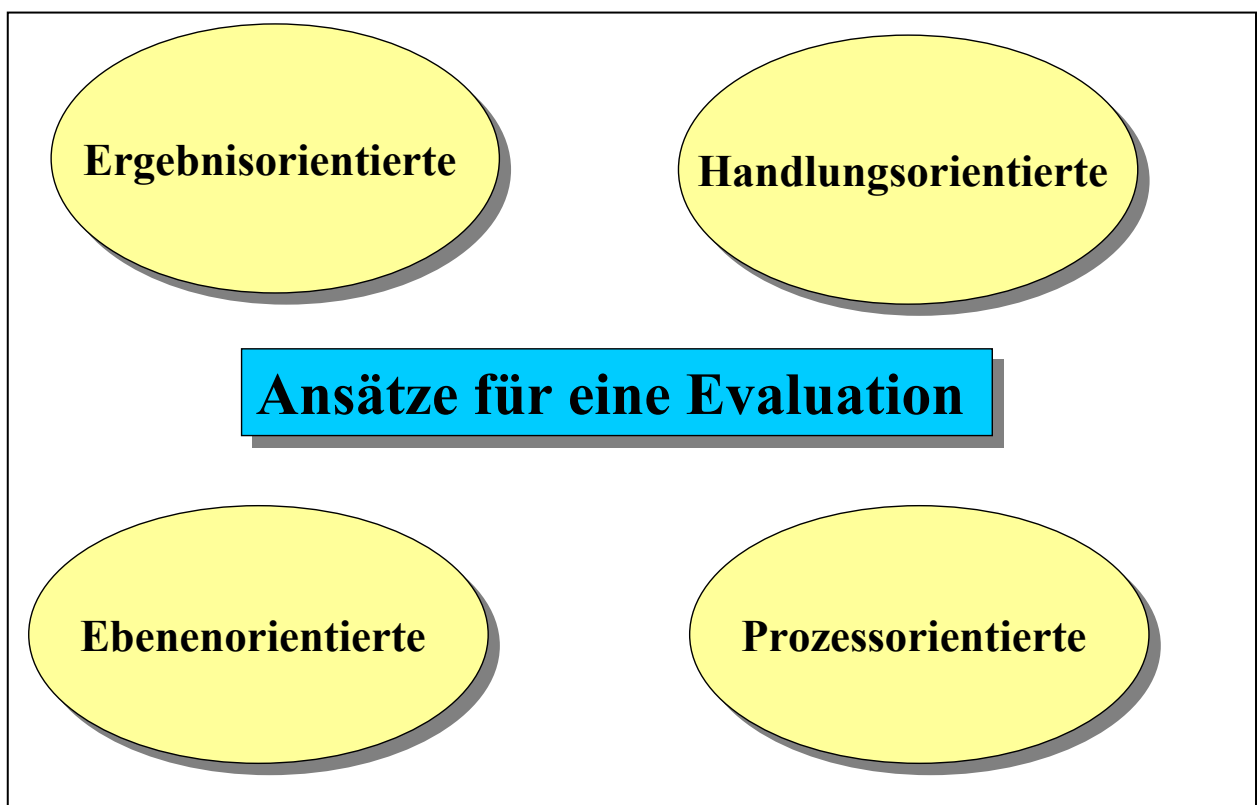 Ergebnisorientierte
Handlungsorientierte
Ansätze für eine Evaluation
Ebenenorientierte
Prozessorientierte